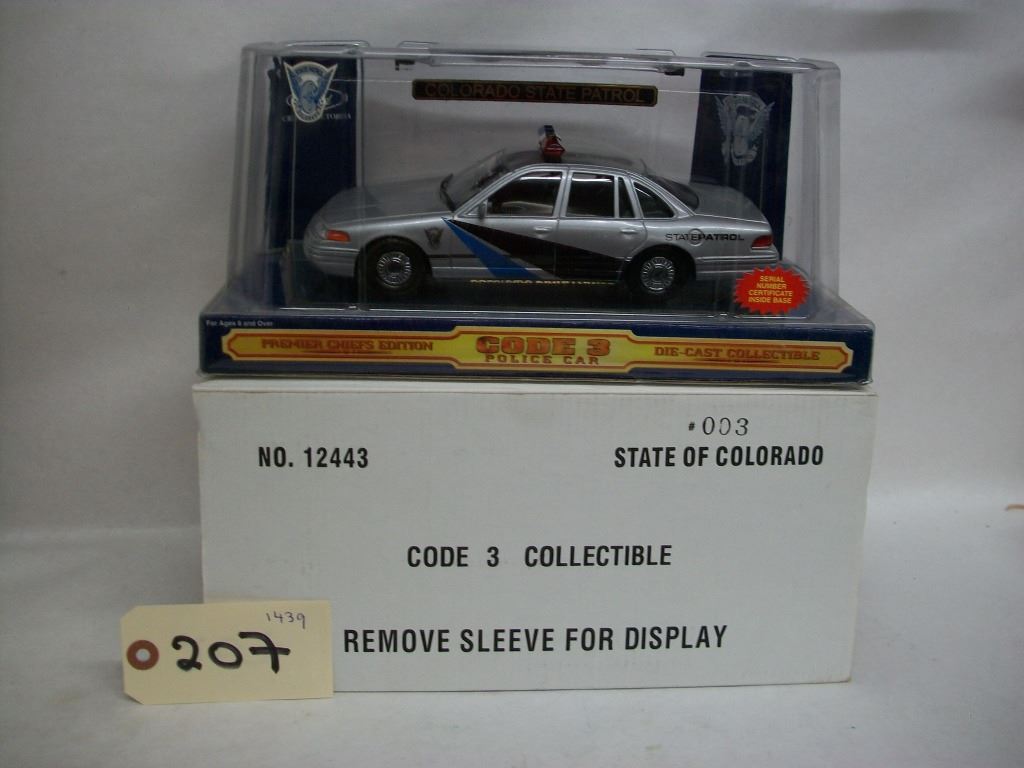 COLORADO STATE PATROL
STATEPATROL
SERIAL
NUMBER
CERTIFICATE
INSIDE BASE
For Ages 8 and Over
PREMIER CHIEFS EDITION
CODE 3
POLICE CAR
DIE-CAST COLLECTIBLE
#003
NO. 12443
STATE OF COLORADO
CODE 3 COLLECTIBLE
REMOVE SLEEVE FOR DISPLAY
1439
207